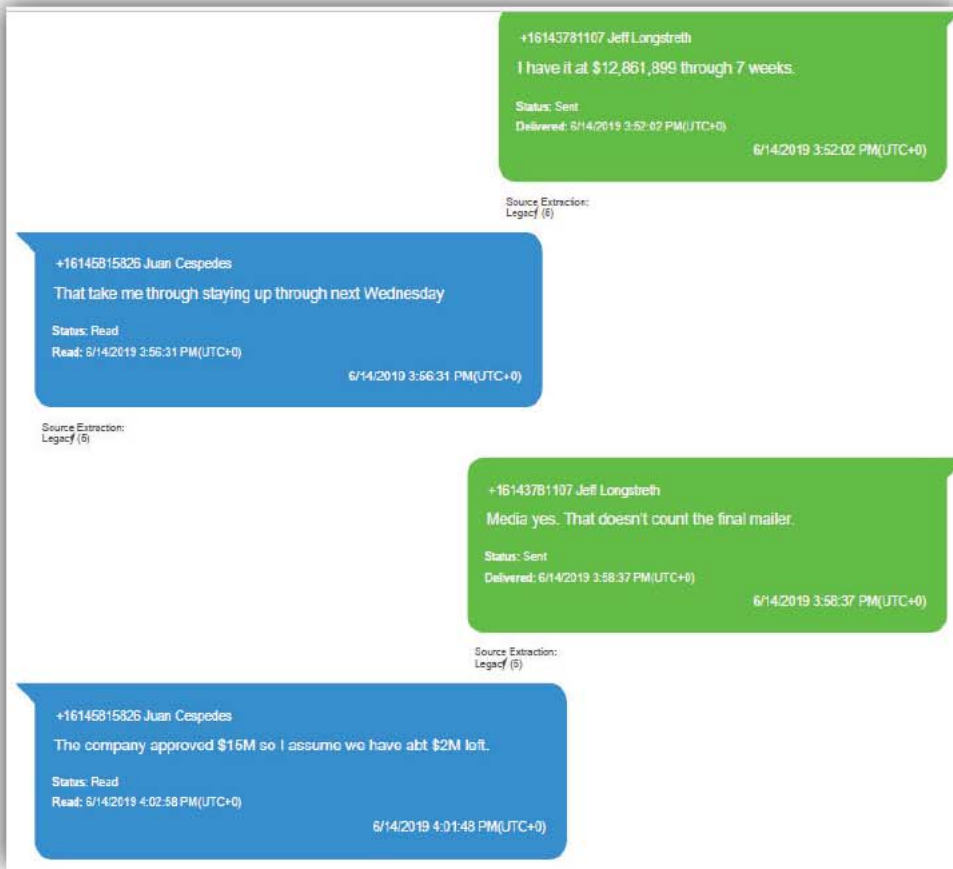 +16143781107 Jeff Longstreth
I have it at $12,861,899 through 7 weeks.
Status: Sent
Delivered: 6/14/2019 3:52:02 PM(UTC+0)
6/14/2019 3:52:02 PM(UTC+0)
Source Extraction:
Legacy (5)
+16145815826 Juan Cespedes
That take me through staying up through next Wednesday
Status: Read
Read: 6/14/2019 3:56:31 PM(UTC+0)
6/14/2019 3:56:31 PM(UTC+0)
Source Extraction:
Legacy (5)
+16143781107 Jeff Longstreth
Media yes. That doesn't count the final mailer.
Status: Sent
Delivered: 6/14/2019 3:58:37 PM(UTC+0)
6/14/2019 3:58:37 PM(UTC+0)
Source Extraction:
Legacy (5)
+16145815826 Juan Cespedes
The company approved $15M so I assume we have abt $2M left.
Status: Read
Read: 6/14/2019 4:02:58 PM(UTC+0)
6/14/2019 4:01:48 PM(UTC+0)